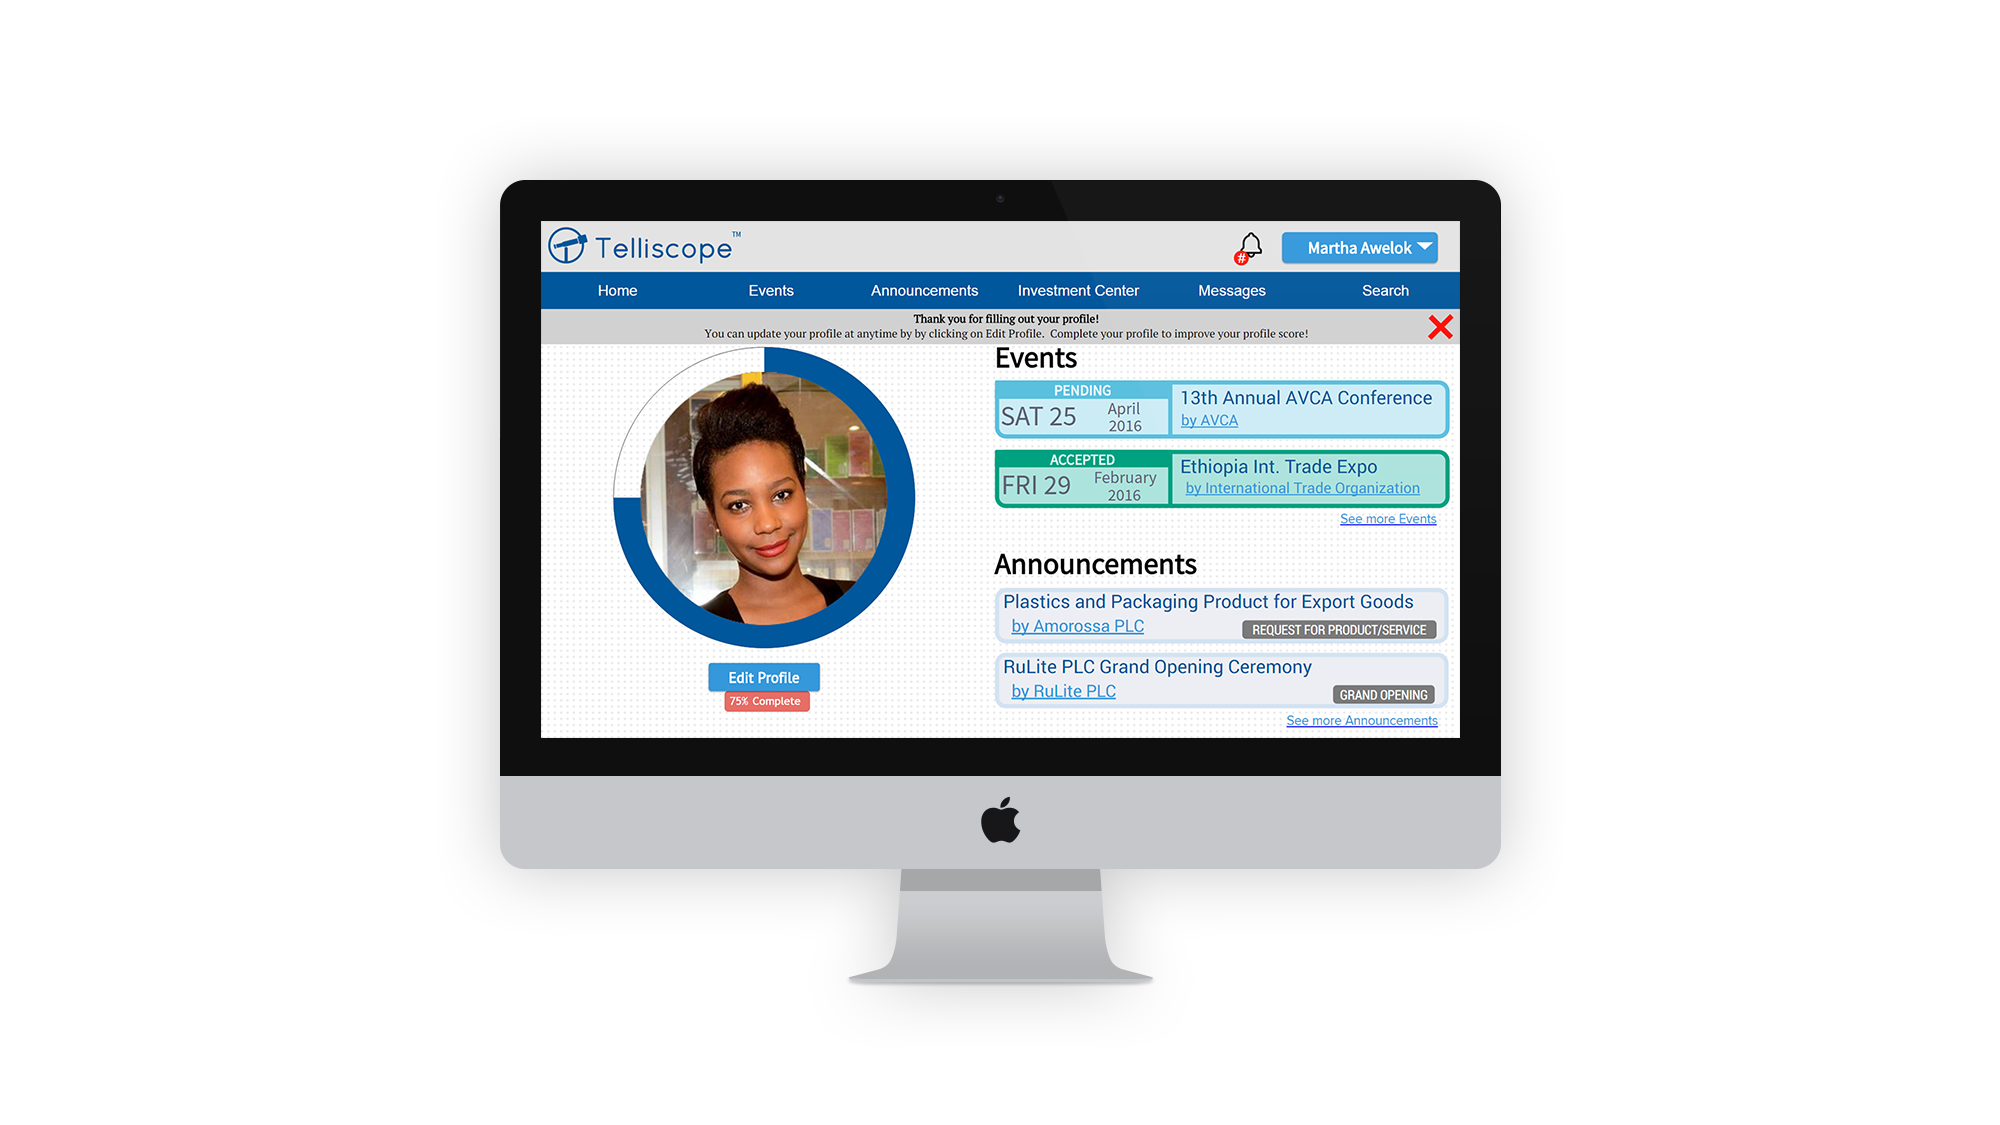 Telliscope™
#
Martha Awelok
Home Events Announcements Investment Center Messages Search
Thank you for filling out your profile!
You can update your profile at anytime by by clicking on Edit Profile. Complete your profile to improve your profile score!
Events
PENDING
SAT 25
April
2016
13th Annual AVCA Conference
by AVCA
ACCEPTED
FRI 29
February
2016
Ethiopia Int. Trade Expo
by International Trade Organization
See more Events
Announcements
Plastics and Packaging Product for Export Goods
by Amorossa PLC
REQUEST FOR PRODUCT/SERVICE
RuLite PLC Grand Opening Ceremony
by RuLite PLC
GRAND OPENING
See more Announcements
Edit Profile
75% Complete